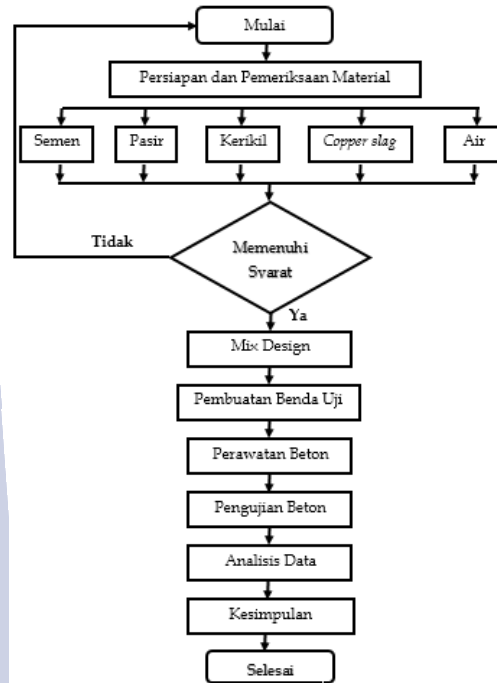 Mulai
Persiapan dan Pemeriksaan Material
Semen
Pasir
Kerikil
Copper slag
Air
Tidak
Memenuhi
Syarat
Ya
Mix Design
Pembuatan Benda Uji
Perawatan Beton
Pengujian Beton
Analisis Data
Kesimpulan
Selesai